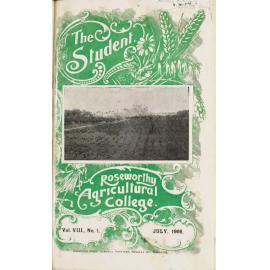 The
Student.
Roseworthy
Agricultural
College.
Vol. VIII., No. 1.
JULY, 1908.